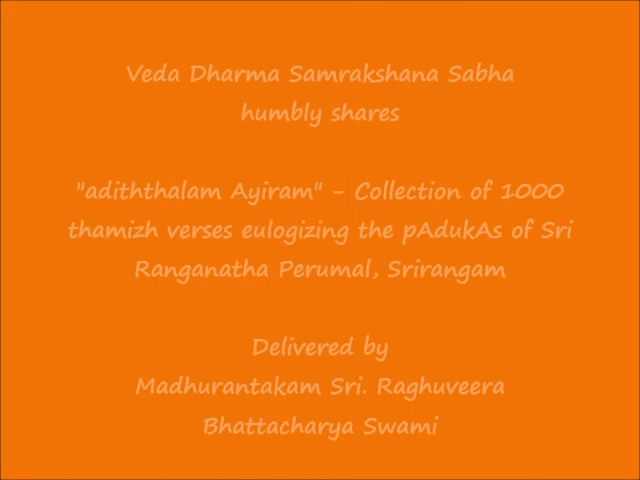 Veda Dharma Samrakshana Sabha
humbly shares
"adiththalam Ayiram" - Collection of 1000
thamizh verses eulogizing the pAdukAs of Sri
Ranganatha Perumal, Srirangam
Delivered by
Madhurantakam Sri. Raghuveera
Bhattacharya Swami